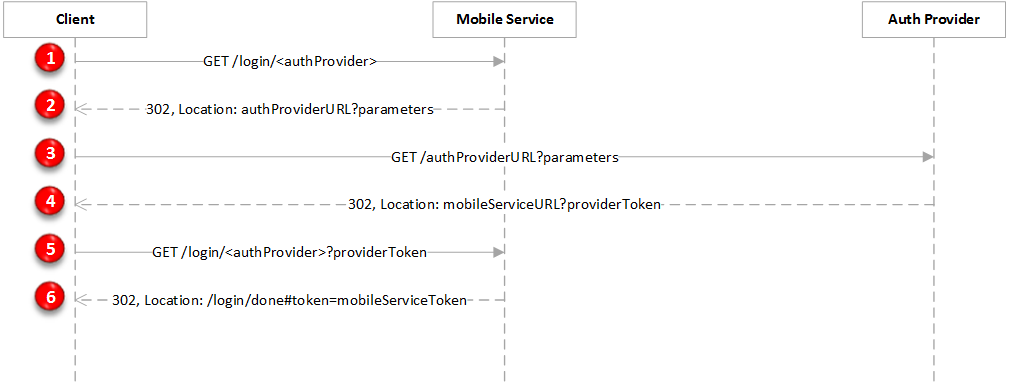 Client
Mobile Service
Auth Provider
1
GET /login/<authProvider>
2
302, Location: authProviderURL?parameters
3
GET /authProviderURL?parameters
4
302, Location: mobileServiceURL?providerToken
5
GET /login/<authProvider>?providerToken
6
302, Location: /login/done#token=mobileServiceToken